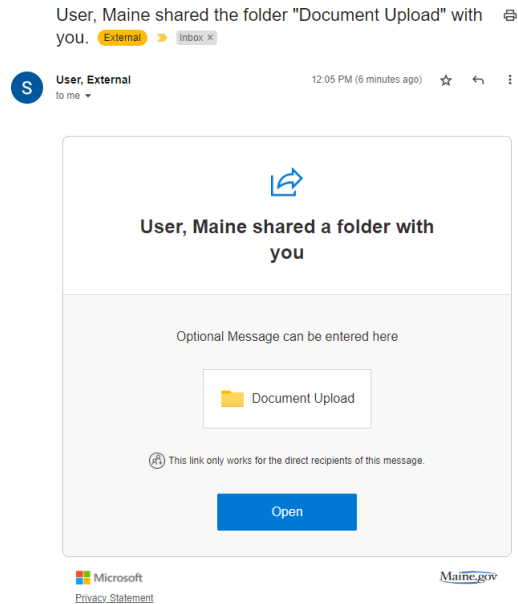 User, Maine shared the folder "Document Upload" with
you. External Inbox ×
S
User, External
12:05 PM (6 minutes ago)
to me
User, Maine shared a folder with
you
Optional Message can be entered here
Document Upload
This link only works for the direct recipients of this message.
Open
Microsoft
Maine.gov
Privacy Statement